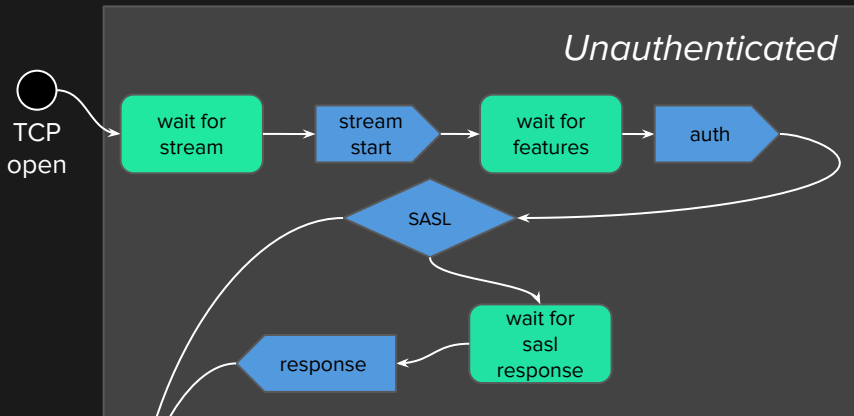 Unauthenticated
TCP
open
wait for
stream
stream
start
wait for
features
auth
SASL
wait for
sasl
response
response